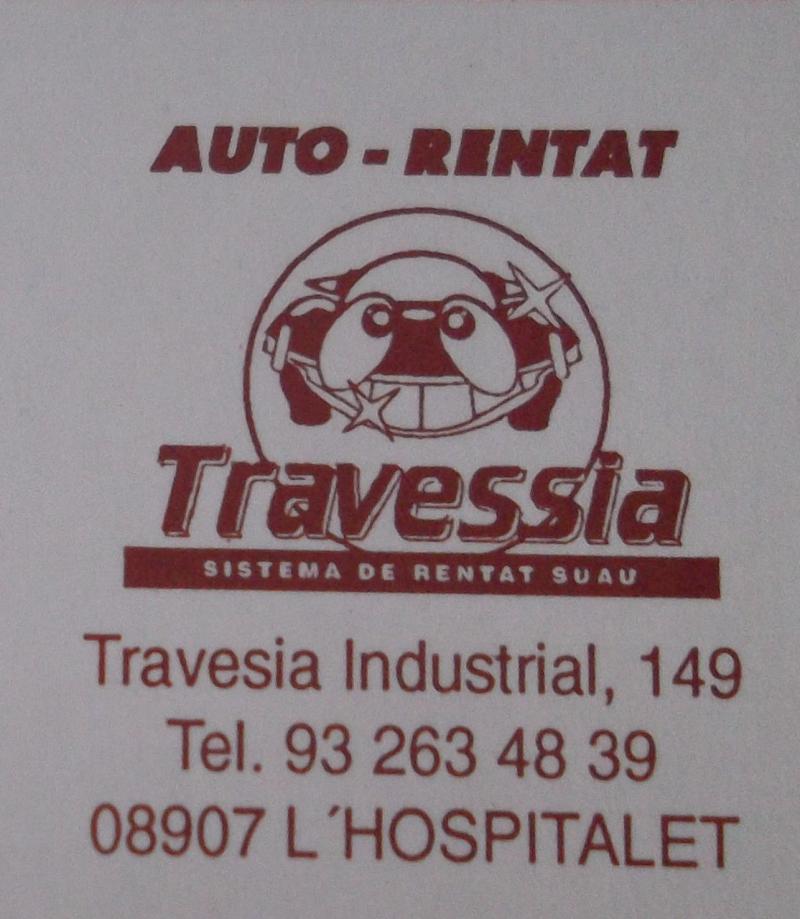 AUTO - RENTAT
Travessia
SISTEMA DE RENTAT SUAU
Travesia Industrial, 149
Tel. 93 263 48 39
08907 L´HOSPITALET